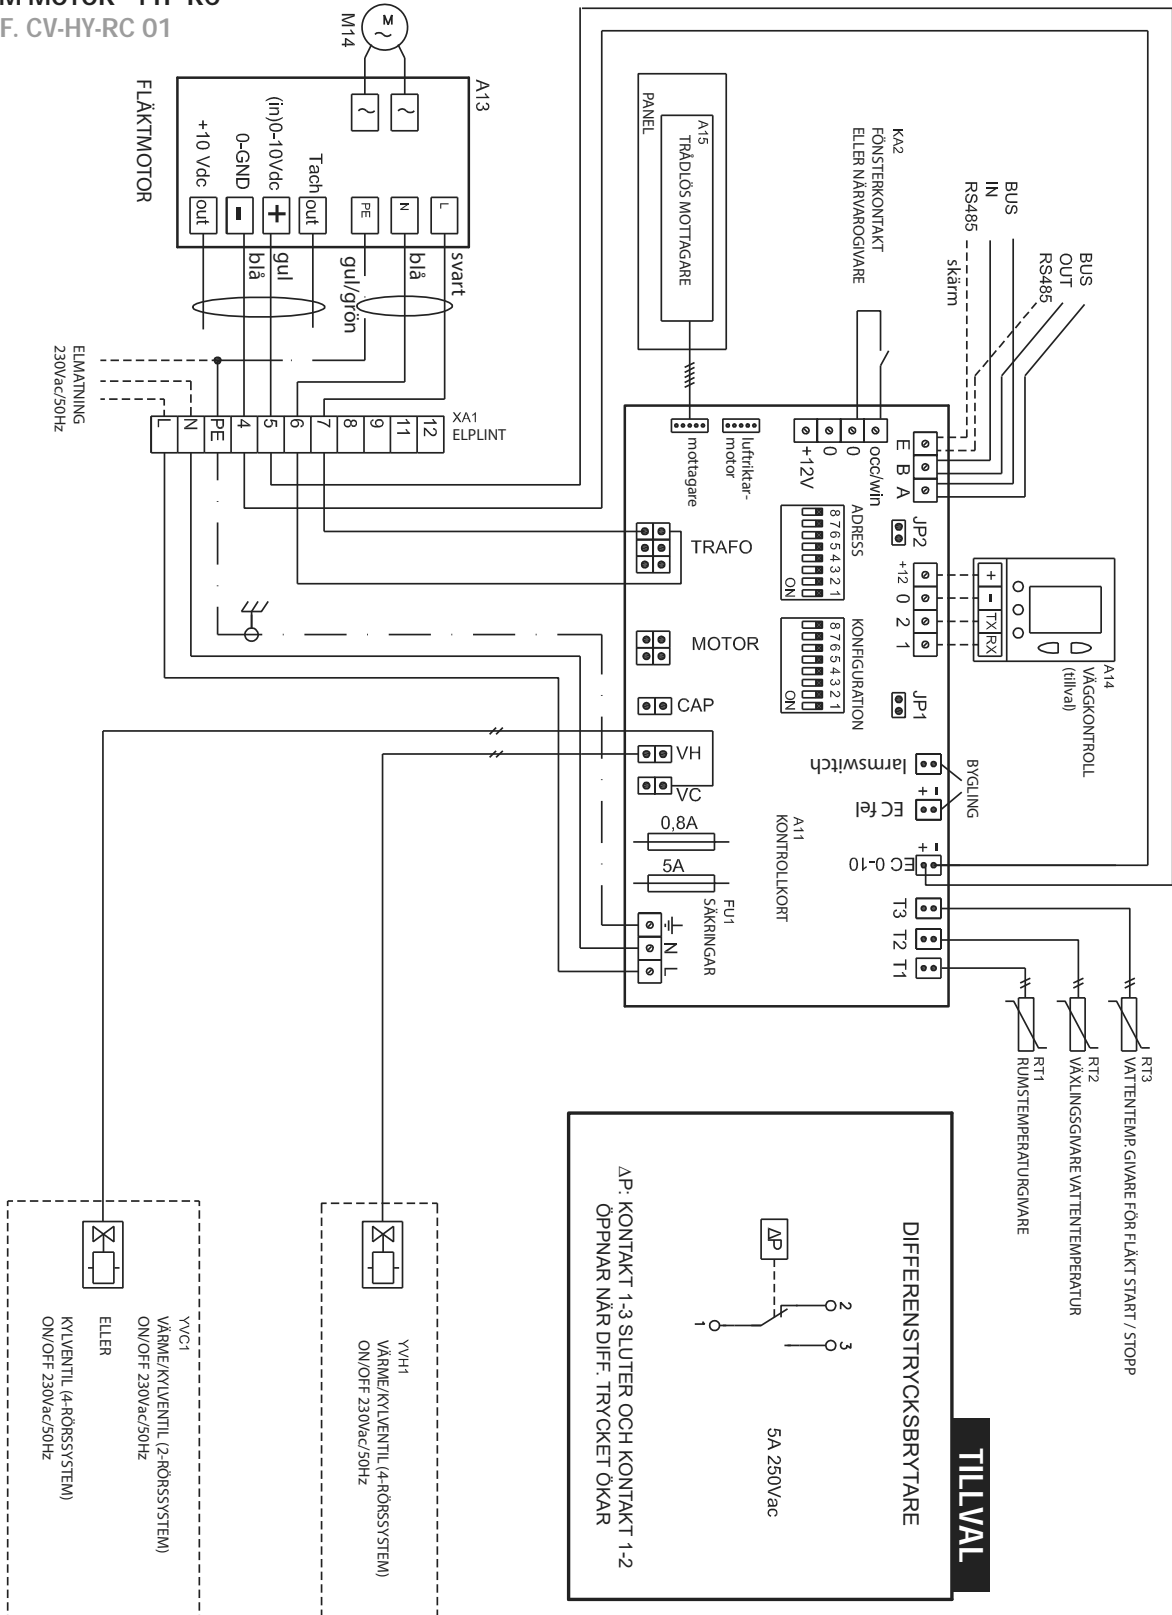 M MOTOR - HY-RC
F. CV-HY-RC 01
M14
M
A13
FLÄKTMOTOR
+10 Vdc
0-GND
(in)0-10Vdc
Tach
out
-
+
out
PE
N
L
svart
blå
gul/grön
gul
blå
ELMATNING
230Vac/50Hz
XA1
ELPLINT
L
N
PE
4
5
6
7
8
9
11
12
PANEL
A15
TRÅDLÖS MOTTAGARE
KA2
FÖNSTERKONTAKT
ELLER NÄRVAROGIVARE
BUS
IN
RS485
skärm
BUS
OUT
RS485
mottagare
luftriktar-
motor
+12V
0
0
occ/win
E
B
A
TRAFO
MOTOR
CAP
VH
VC
0,8A
5A
FU1
SÄKRINGAR
N
L
ADRESS
8 7 6 5 4 3 2 1
ON
KONFIGURATION
8 7 6 5 4 3 2 1
ON
JP2
+12
0
2
1
JP1
+
-
TX
RX
A14
VÄGGKONTROLL
(tillval)
larmswitch
BYGLING
+ -
EC fel
+ -
EC 0-10
A11
KONTROLLKORT
T3
T2
T1
RT3
VATTENTEMP. GIVARE FÖR FLÄKT START / STOPP
RT2
VÄXLINGSGIVARE VATTENTEMPERATUR
RT1
RUMSTEMPERATURGIVARE
TILLVAL
DIFFERENSTRYCKSBRYTARE
5A 250Vac
ΔP
1
2
3
ΔP: KONTAKT 1-3 SLUTER OCH KONTAKT 1-2
ÖPPNAR NÄR DIFF. TRYCKET ÖKAR
YVH1
VÄRME/KYLVENTIL (4-RÖRSSYSTEM)
ON/OFF 230Vac/50Hz
YVC1
VÄRME/KYLVENTIL (2-RÖRSSYSTEM)
ON/OFF 230Vac/50Hz
ELLER
KYLVENTIL (4-RÖRSSYSTEM)
ON/OFF 230Vac/50Hz